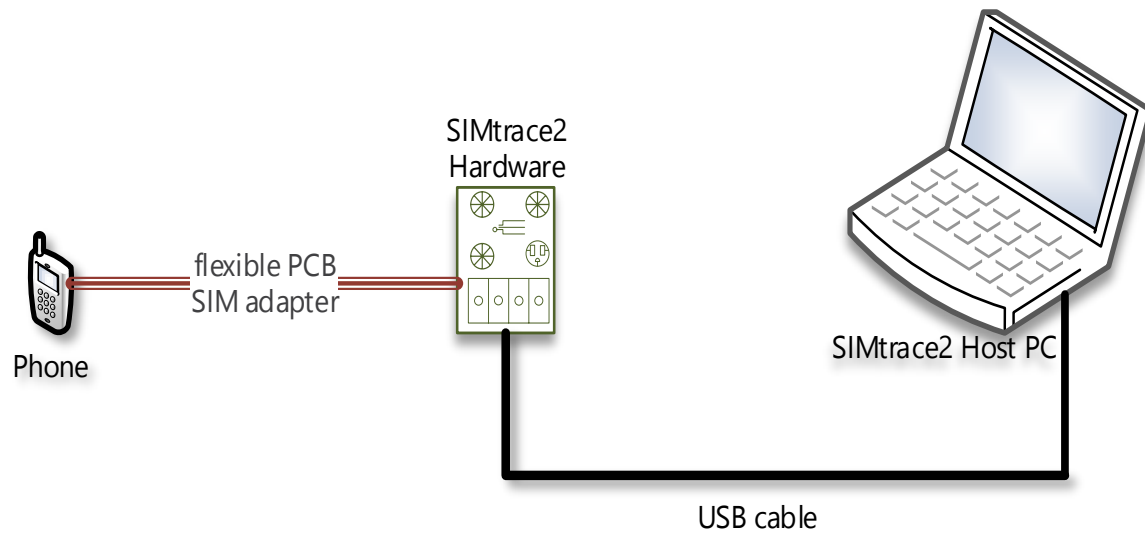 SIMtrace2
Hardware
flexible PCB
SIM adapter
Phone
SIMtrace2 Host PC
USB cable